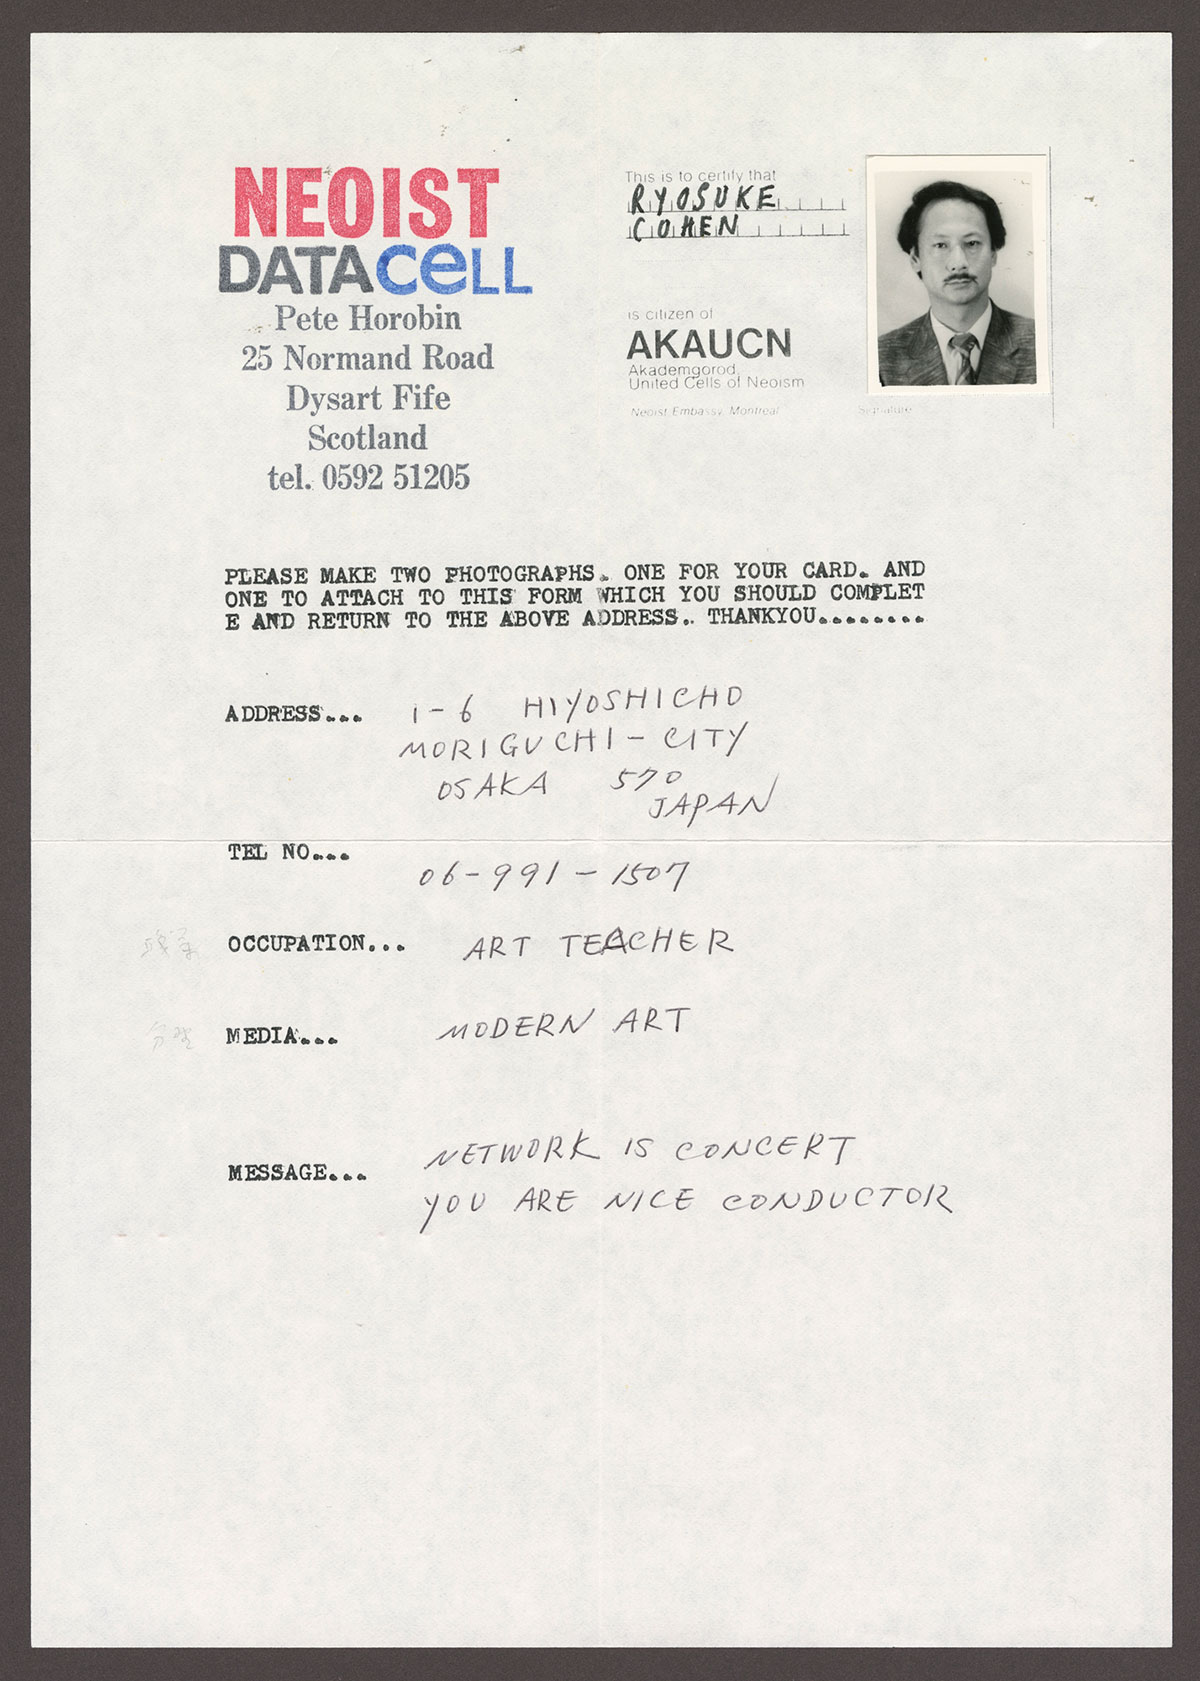 NEOIST
DATACELL
Pete Horobin
25 Normand Road
Dysart Fife
Scotland
tel. 0592 51205
This is to certify that
RYOSUKE
COHEN
is citizen of
AKAUCN
Akademgorod,
United Cells of Neoism
Neoist Embassy, Montreal
Signature
PLEASE MAKE TWO PHOTOGRAPHS. ONE FOR YOUR CARD. AND
ONE TO ATTACH TO THIS FORM WHICH YOU SHOULD COMPLET
E AND RETURN TO THE ABOVE ADDRESS.. THANKYOU........
ADDRESS... 1-6 HIYOSHICHO
MORIGUCHI-CITY
OSAKA 570
JAPAN
TEL NO....
06-991-1507
OCCUPATION... ART TEACHER
MEDIA.... MODERN ART
MESSAGE... NETWORK IS CONCERT
YOU ARE NICE CONDUCTOR